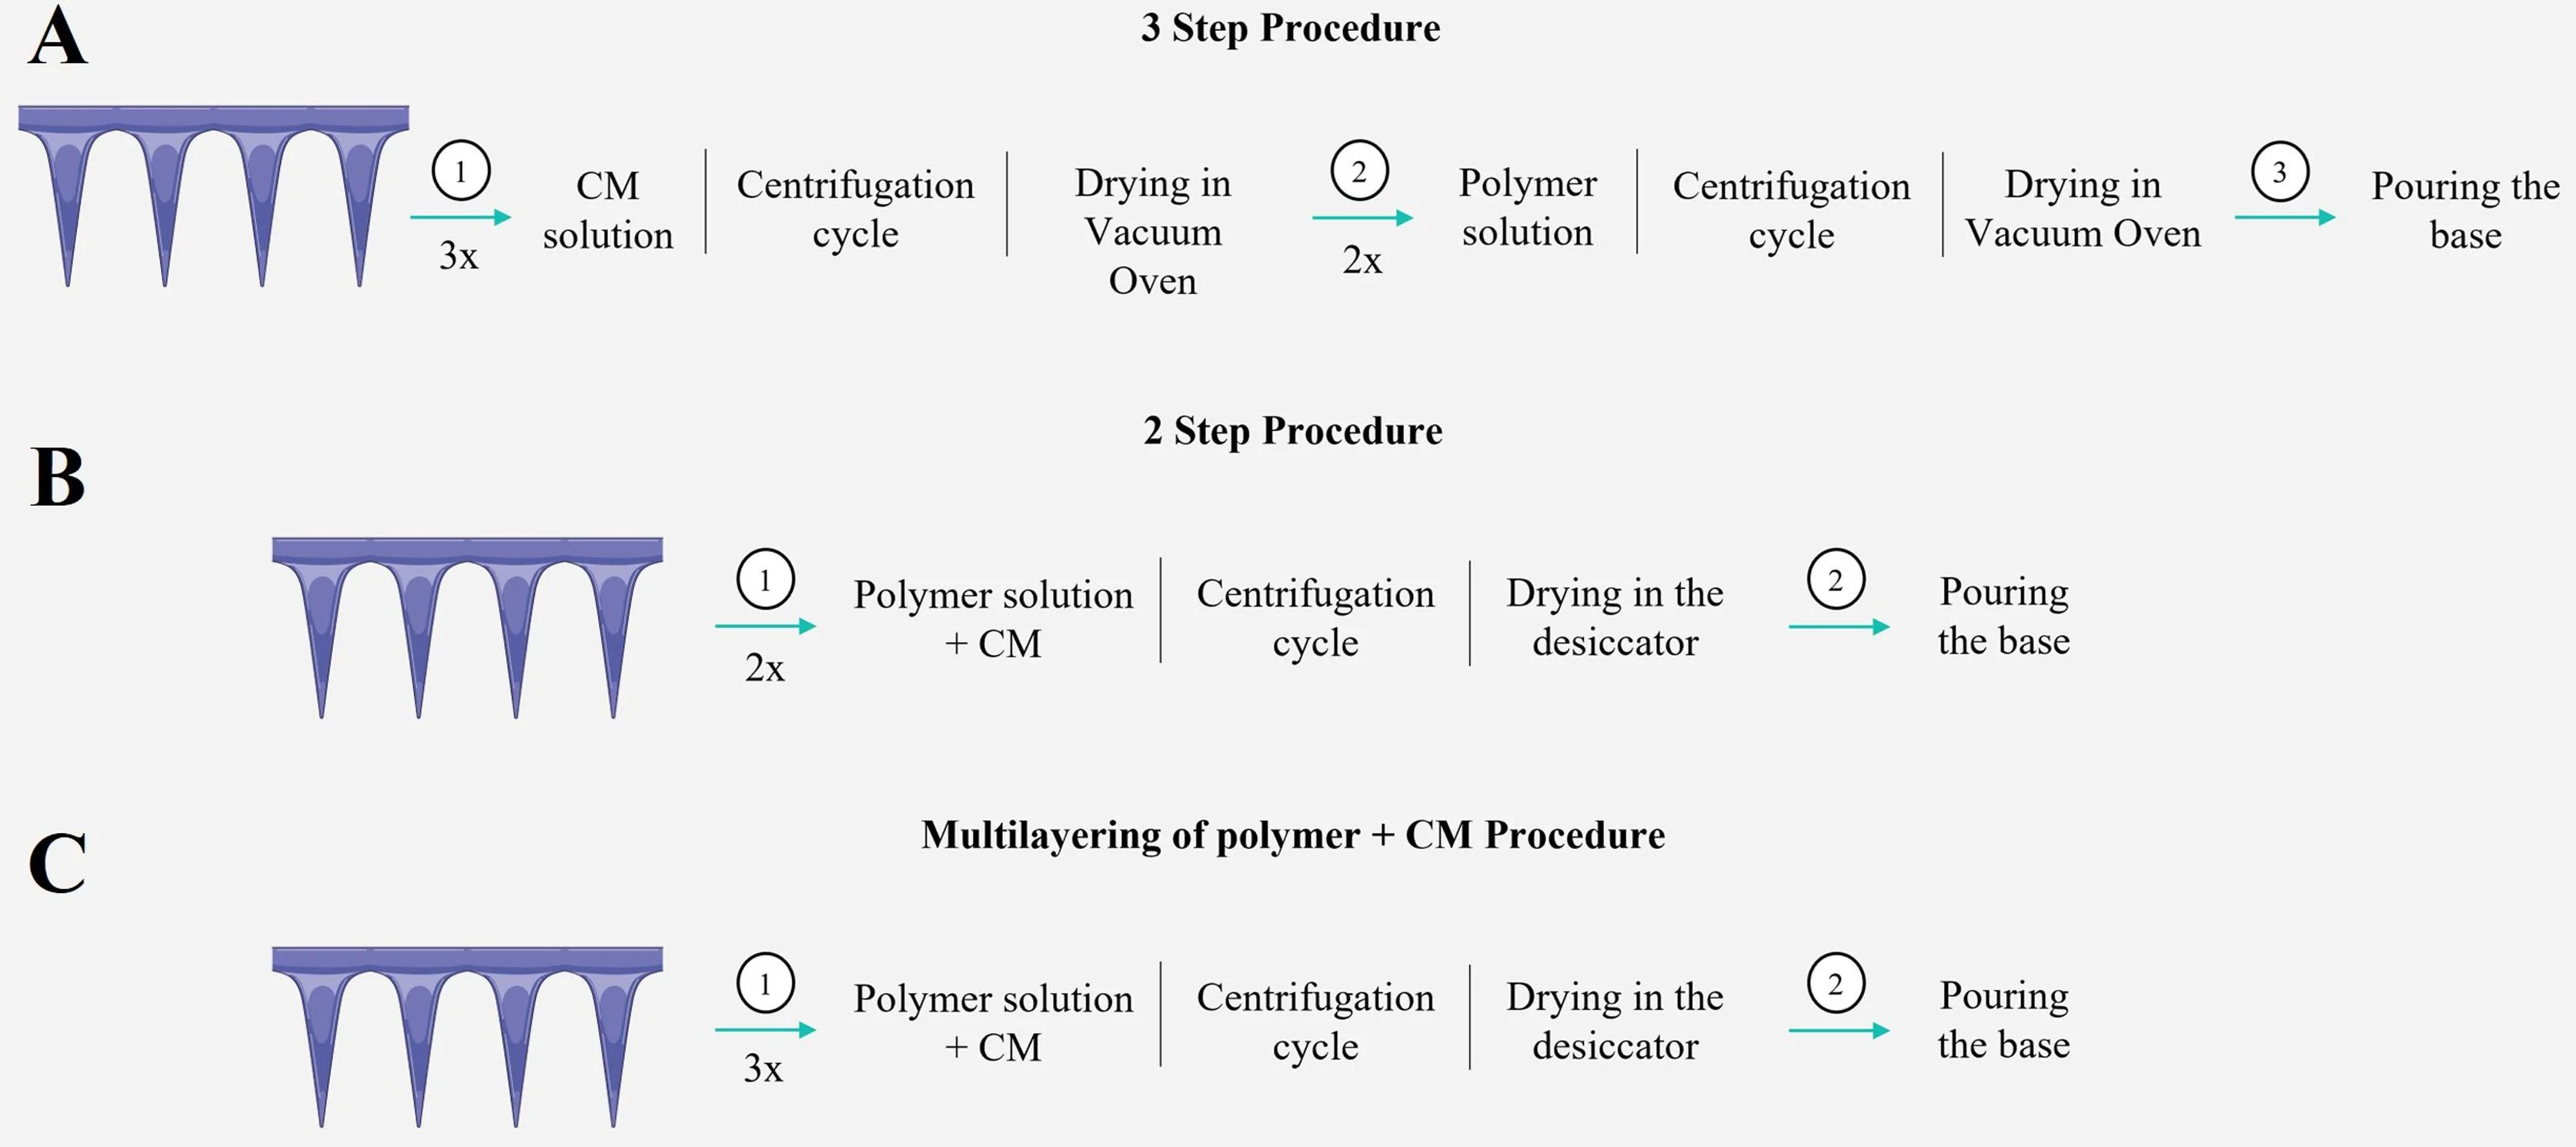 A
3 Step Procedure
1
3x
CM
solution
Centrifugation
cycle
Drying in
Vacuum
Oven
2
2x
Polymer
solution
Centrifugation
cycle
Drying in
Vacuum Oven
3
Pouring the
base
B
2 Step Procedure
1
2x
Polymer solution
+ CM
Centrifugation
cycle
Drying in the
desiccator
2
Pouring
the base
C
Multilayering of polymer + CM Procedure
1
3x
Polymer solution
+ CM
Centrifugation
cycle
Drying in the
desiccator
2
Pouring
the base